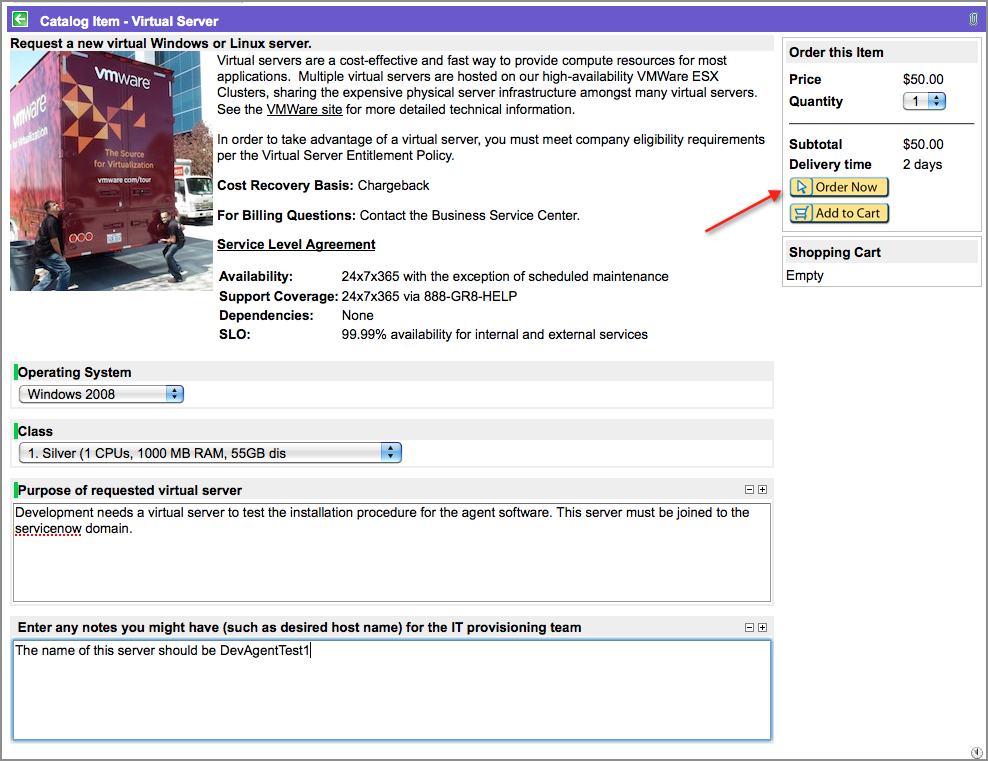 Catalog Item - Virtual Server
Request a new virtual Windows or Linux server.
vmware
vmware
The Source
for Virtualization
vmware.com/tour
Virtual servers are a cost-effective and fast way to provide compute resources for most
applications.  Multiple virtual servers are hosted on our high-availability VMWare ESX
Clusters, sharing the expensive physical server infrastructure amongst many virtual servers.
See the VMWare site for more detailed technical information.
In order to take advantage of a virtual server, you must meet company eligibility requirements
per the Virtual Server Entitlement Policy.
Cost Recovery Basis: Chargeback
For Billing Questions: Contact the Business Service Center.
Service Level Agreement
Availability: 24x7x365 with the exception of scheduled maintenance
Support Coverage: 24x7x365 via 888-GR8-HELP
Dependencies: None
SLO: 99.99% availability for internal and external services
Operating System
Windows 2008
Class
1. Silver (1 CPUs, 1000 MB RAM, 55GB dis
Purpose of requested virtual server
Development needs a virtual server to test the installation procedure for the agent software. This server must be joined to the
servicenow domain.
Enter any notes you might have (such as desired host name) for the IT provisioning team
The name of this server should be DevAgentTest1
Order this Item
Price $50.00
Quantity 1
Subtotal $50.00
Delivery time 2 days
Order Now
Add to Cart
Shopping Cart
Empty